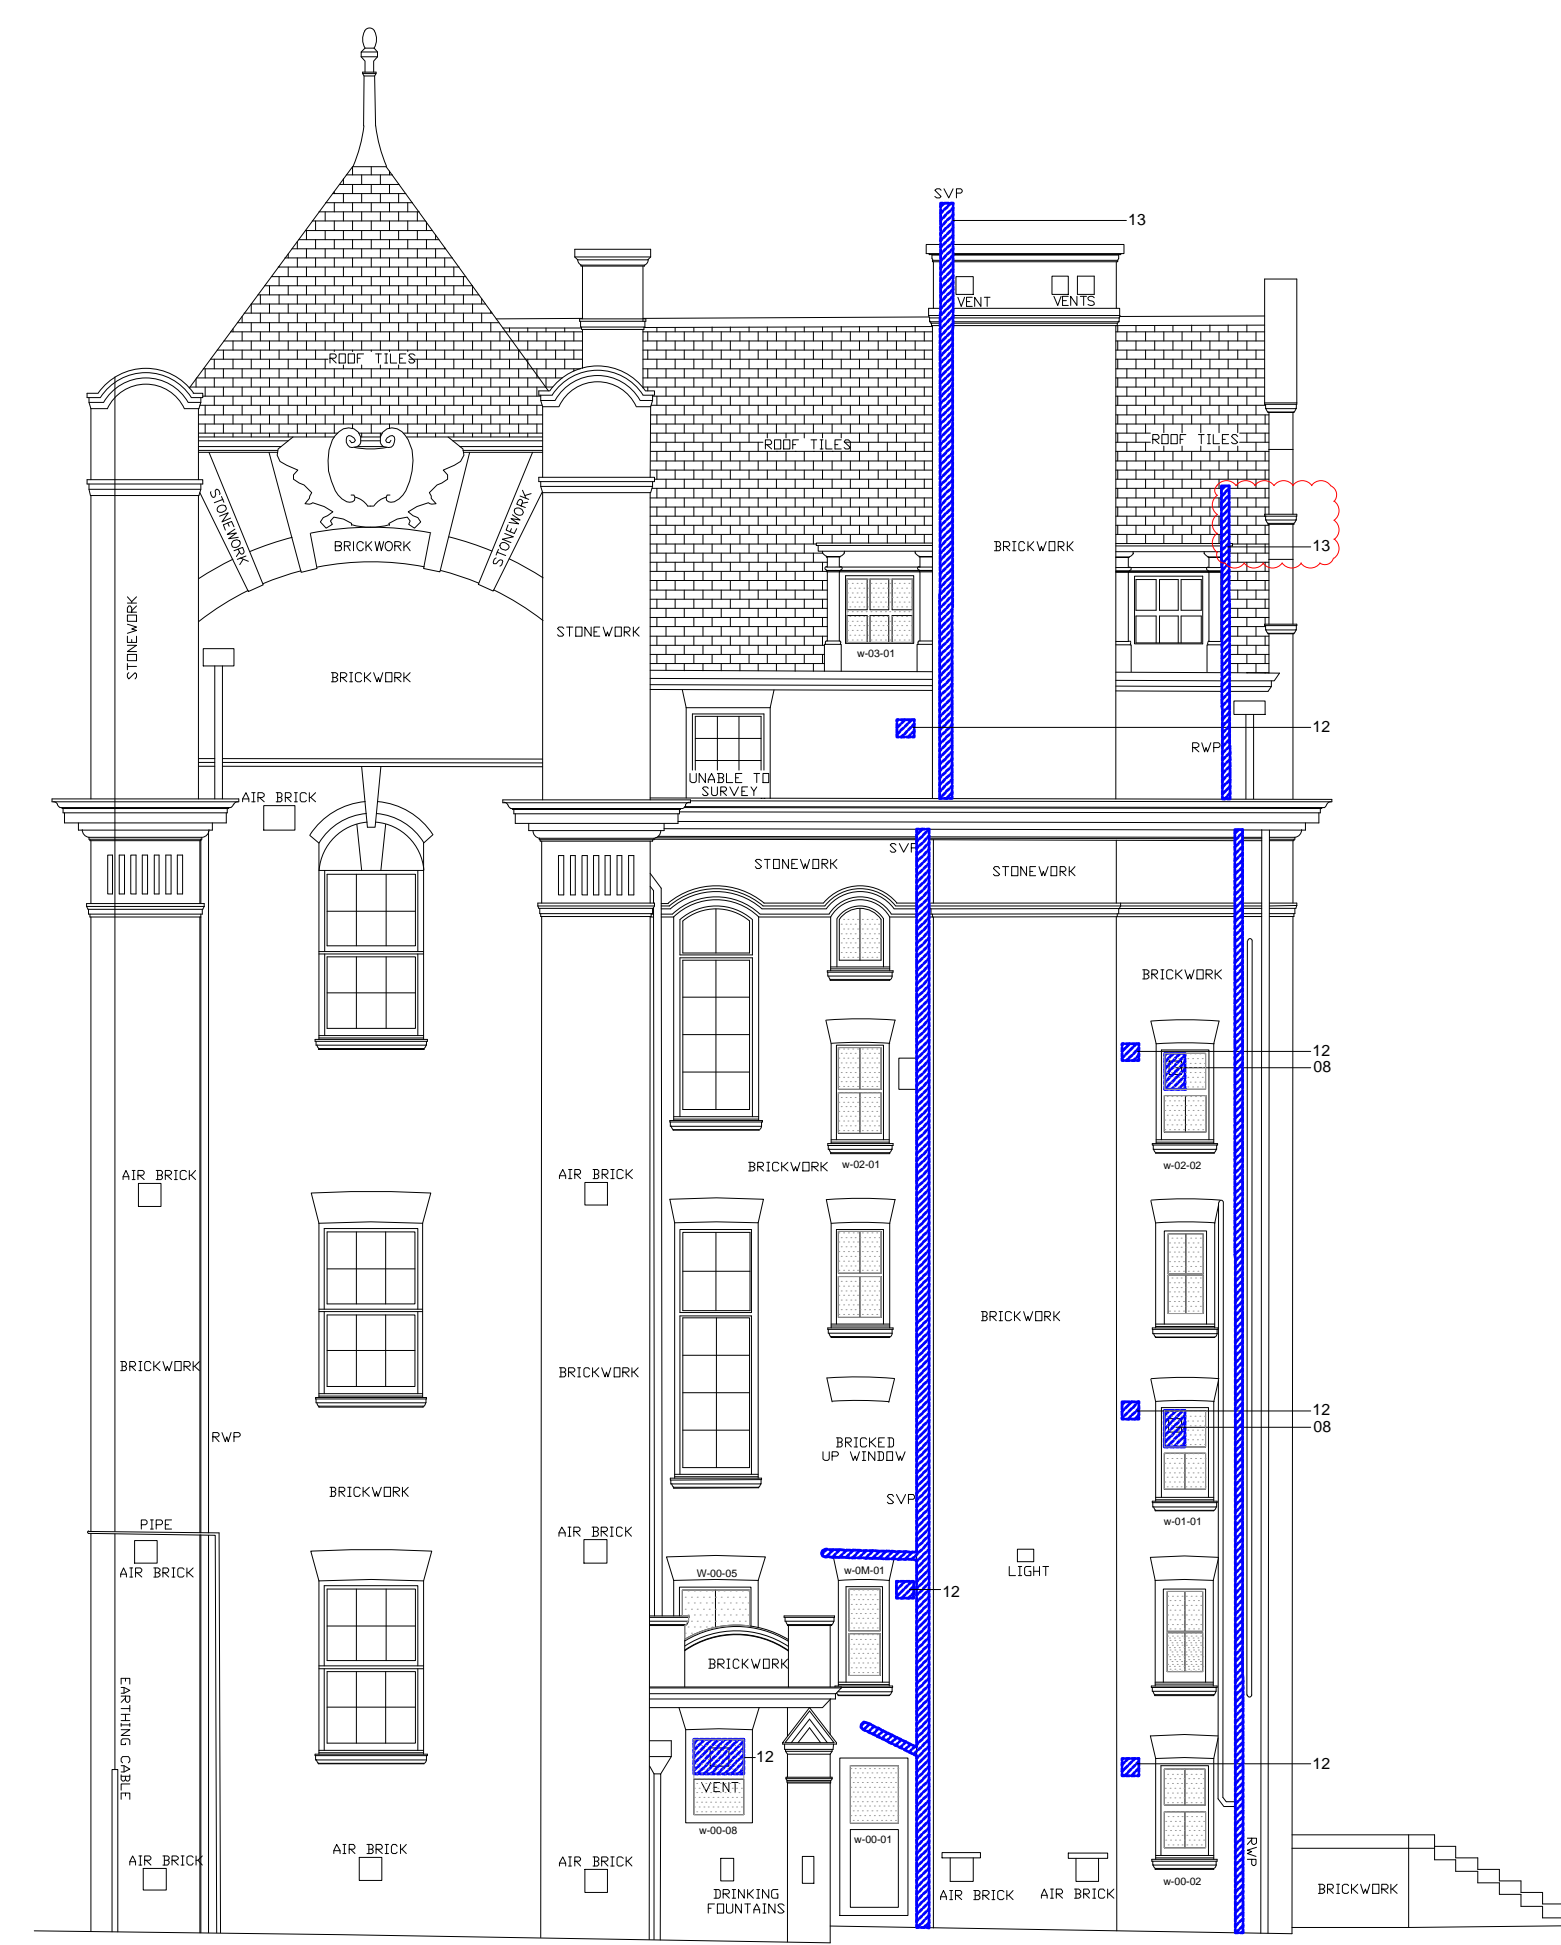 SVP
13
VENT
VENTS
ROOF TILES
ROOF TILES
ROOF TILES
STONEWORK
STONEWORK
BRICKWORK
BRICKWORK
13
STONEWORK
STONEWORK
w-03-01
BRICKWORK
12
RWP
UNABLE TO
SURVEY
AIR BRICK
SVP
STONEWORK
STONEWORK
BRICKWORK
12
08
w-02-01
w-02-02
BRICKWORK
AIR BRICK
AIR BRICK
BRICKWORK
BRICKWORK
BRICKWORK
12
08
RWP
BRICKED
UP WINDOW
BRICKWORK
SVP
w-01-01
PIPE
AIR BRICK
AIR BRICK
LIGHT
W-00-05
w-0M-01
12
BRICKWORK
EARTHING CABLE
12
VENT
12
w-00-08
w-00-01
RWP
AIR BRICK
AIR BRICK
AIR BRICK
w-00-02
DRINKING
FOUNTAINS
AIR BRICK
AIR BRICK
BRICKWORK